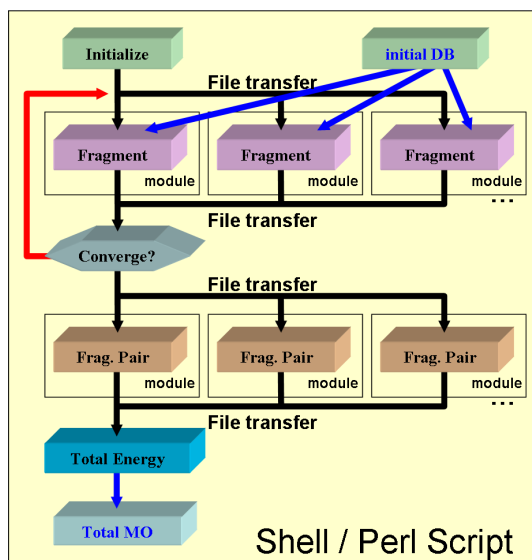 Initialize
initial DB
File transfer
Fragment
Fragment
Fragment
module
module
module
...
File transfer
Converge?
File transfer
Frag. Pair
Frag. Pair
Frag. Pair
module
module
module
...
File transfer
Total Energy
Total MO
Shell / Perl Script